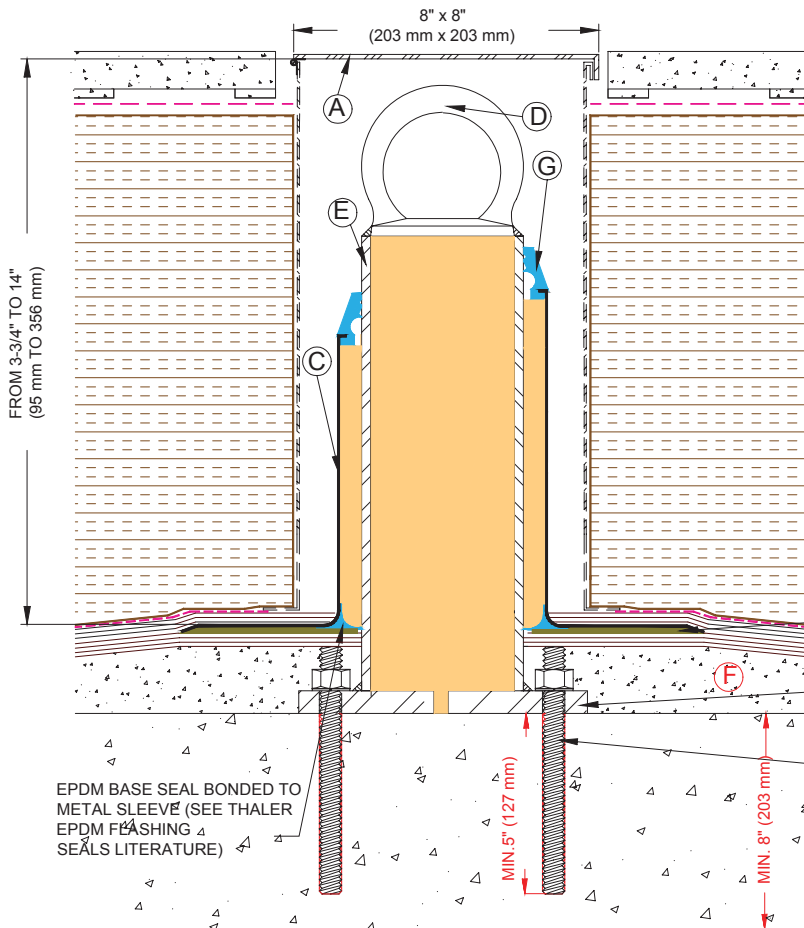 8" x 8"
(203 mm x 203 mm)
A
D
G
E
FROM 3-3/4" TO 14"
(95 mm TO 356 mm)
C
F
EPDM BASE SEAL BONDED TO
METAL SLEEVE (SEE THALER
EPDM FLASHING
SEALS LITERATURE)
MIN.5" (127 mm)
MIN. 8" (203 mm)